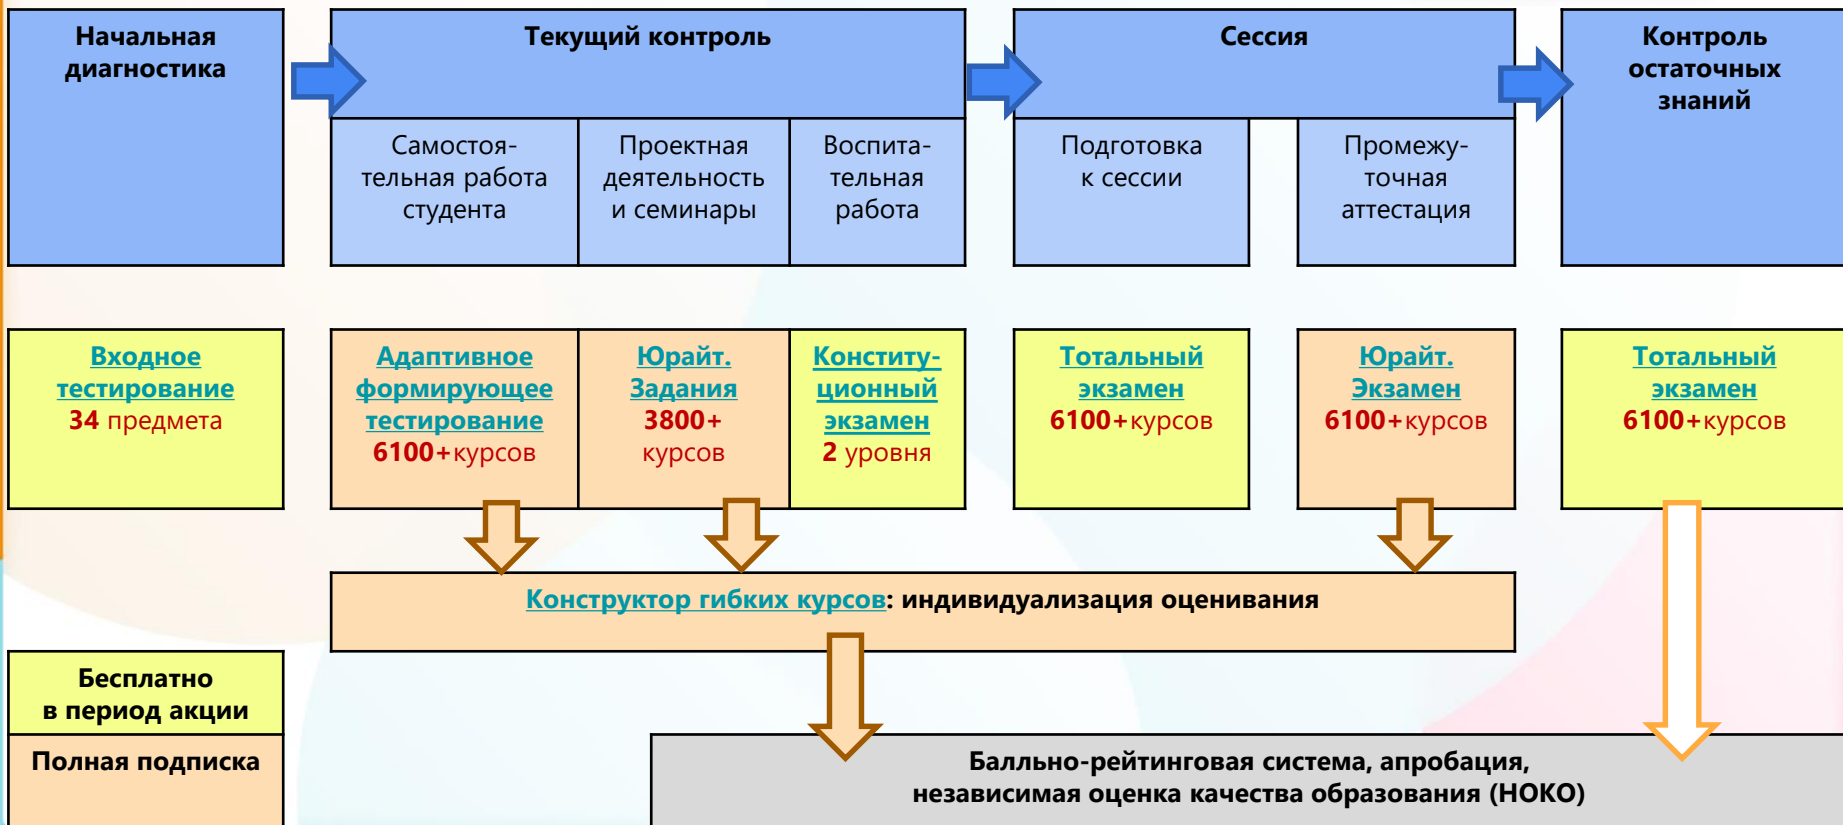 Начальная
диагностика
Текущий контроль
Сессия
Контроль
остаточных
знаний
Самостоя-
тельная работа
студента
Проектная
деятельность
и семинары
Воспита-
тельная
работа
Подготовка
к сессии
Промежу-
точная
аттестация
Входное
тестирование
34 предмета
Адаптивное
формирующее
тестирование
6100+курсов
Юрайт.
Задания
3800+
курсов
Конститу-
ционный
экзамен
2 уровня
Тотальный
экзамен
6100+курсов
Юрайт.
Экзамен
6100+курсов
Тотальный
экзамен
6100+курсов
Конструктор гибких курсов: индивидуализация оценивания
Бесплатно
в период акции
Полная подписка
Балльно-рейтинговая система, апробация,
независимая оценка качества образования (НОКО)